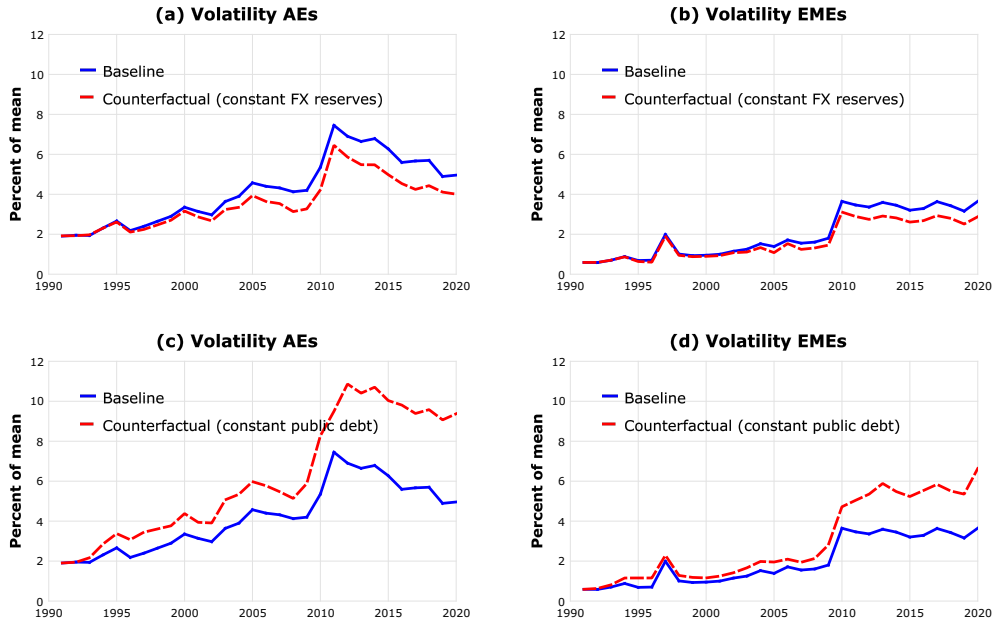 (a) Volatility AEs
Percent of mean
12
10
8
6
4
2
0
Baseline
Counterfactual (constant FX reserves)
1990 1995 2000 2005 2010 2015 2020
(b) Volatility EMEs
Percent of mean
12
10
8
6
4
2
0
Baseline
Counterfactual (constant FX reserves)
1990 1995 2000 2005 2010 2015 2020
(c) Volatility AEs
Percent of mean
12
10
8
6
4
2
0
Baseline
Counterfactual (constant public debt)
1990 1995 2000 2005 2010 2015 2020
(d) Volatility EMEs
Percent of mean
12
10
8
6
4
2
0
Baseline
Counterfactual (constant public debt)
1990 1995 2000 2005 2010 2015 2020